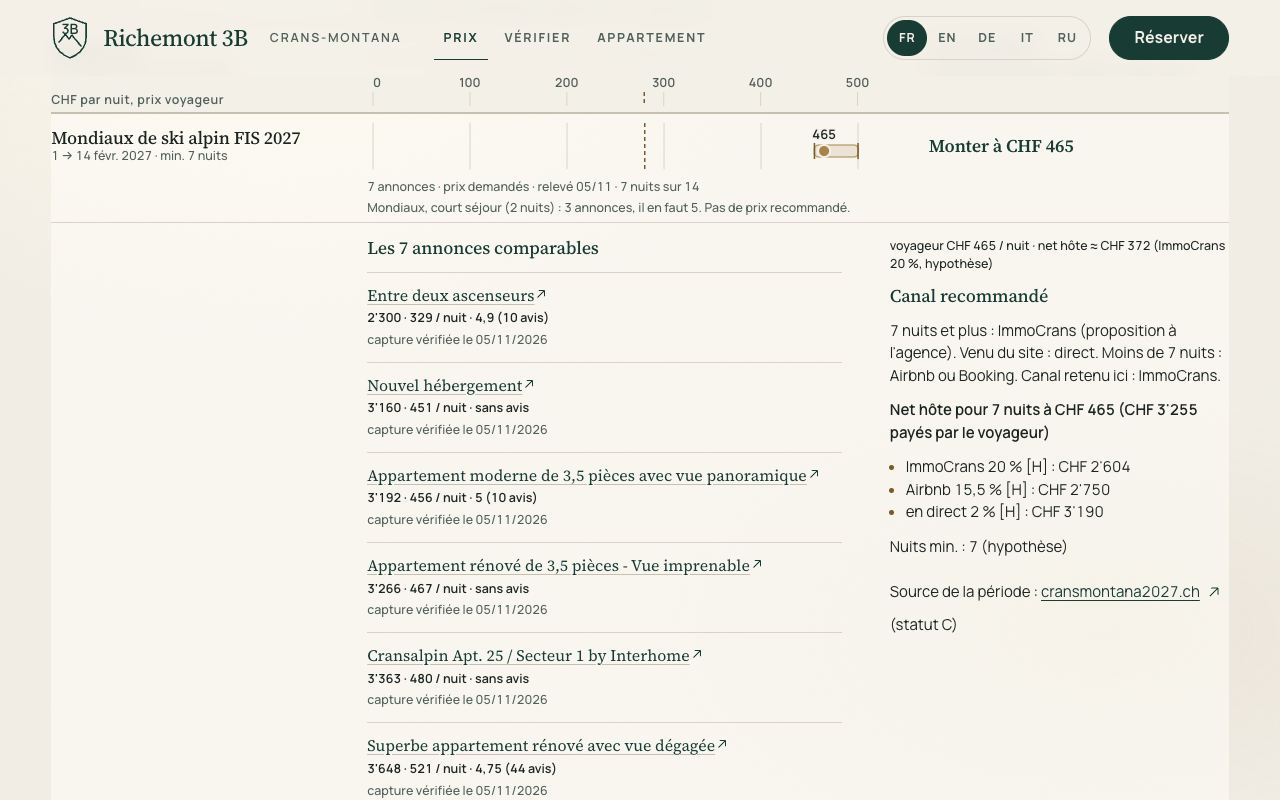 3B
Richemont 3B
CRANS-MONTANA
PRIX
VÉRIFIER
APPARTEMENT
FR
EN
DE
IT
RU
Réserver
CHF par nuit, prix voyageur
0
100
200
300
400
500
Mondiaux de ski alpin FIS 2027
1 → 14 févr. 2027 · min. 7 nuits
465
Monter à CHF 465
7 annonces · prix demandés · relevé 05/11 · 7 nuits sur 14
Mondiaux, court séjour (2 nuits) : 3 annonces, il en faut 5. Pas de prix recommandé.
Les 7 annonces comparables
Entre deux ascenseurs↗
2'300 · 329 / nuit · 4,9 (10 avis)
capture vérifiée le 05/11/2026
Nouvel hébergement↗
3'160 · 451 / nuit · sans avis
capture vérifiée le 05/11/2026
Appartement moderne de 3,5 pièces avec vue panoramique↗
3'192 · 456 / nuit · 5 (10 avis)
capture vérifiée le 05/11/2026
Appartement rénové de 3,5 pièces - Vue imprenable↗
3'266 · 467 / nuit · sans avis
capture vérifiée le 05/11/2026
Cransalpin Apt. 25 / Secteur 1 by Interhome↗
3'363 · 480 / nuit · sans avis
capture vérifiée le 05/11/2026
Superbe appartement rénové avec vue dégagée↗
3'648 · 521 / nuit · 4,75 (44 avis)
capture vérifiée le 05/11/2026
voyageur CHF 465 / nuit · net hôte ≈ CHF 372 (ImmoCrans
20 %, hypothèse)
Canal recommandé
7 nuits et plus : ImmoCrans (proposition à
l'agence). Venu du site : direct. Moins de 7 nuits :
Airbnb ou Booking. Canal retenu ici : ImmoCrans.
Net hôte pour 7 nuits à CHF 465 (CHF 3'255
payés par le voyageur)
• ImmoCrans 20 % [H] : CHF 2'604
• Airbnb 15,5 % [H] : CHF 2'750
• en direct 2 % [H] : CHF 3'190
Nuits min. : 7 (hypothèse)
Source de la période : cransmontana2027.ch ↗
(statut C)